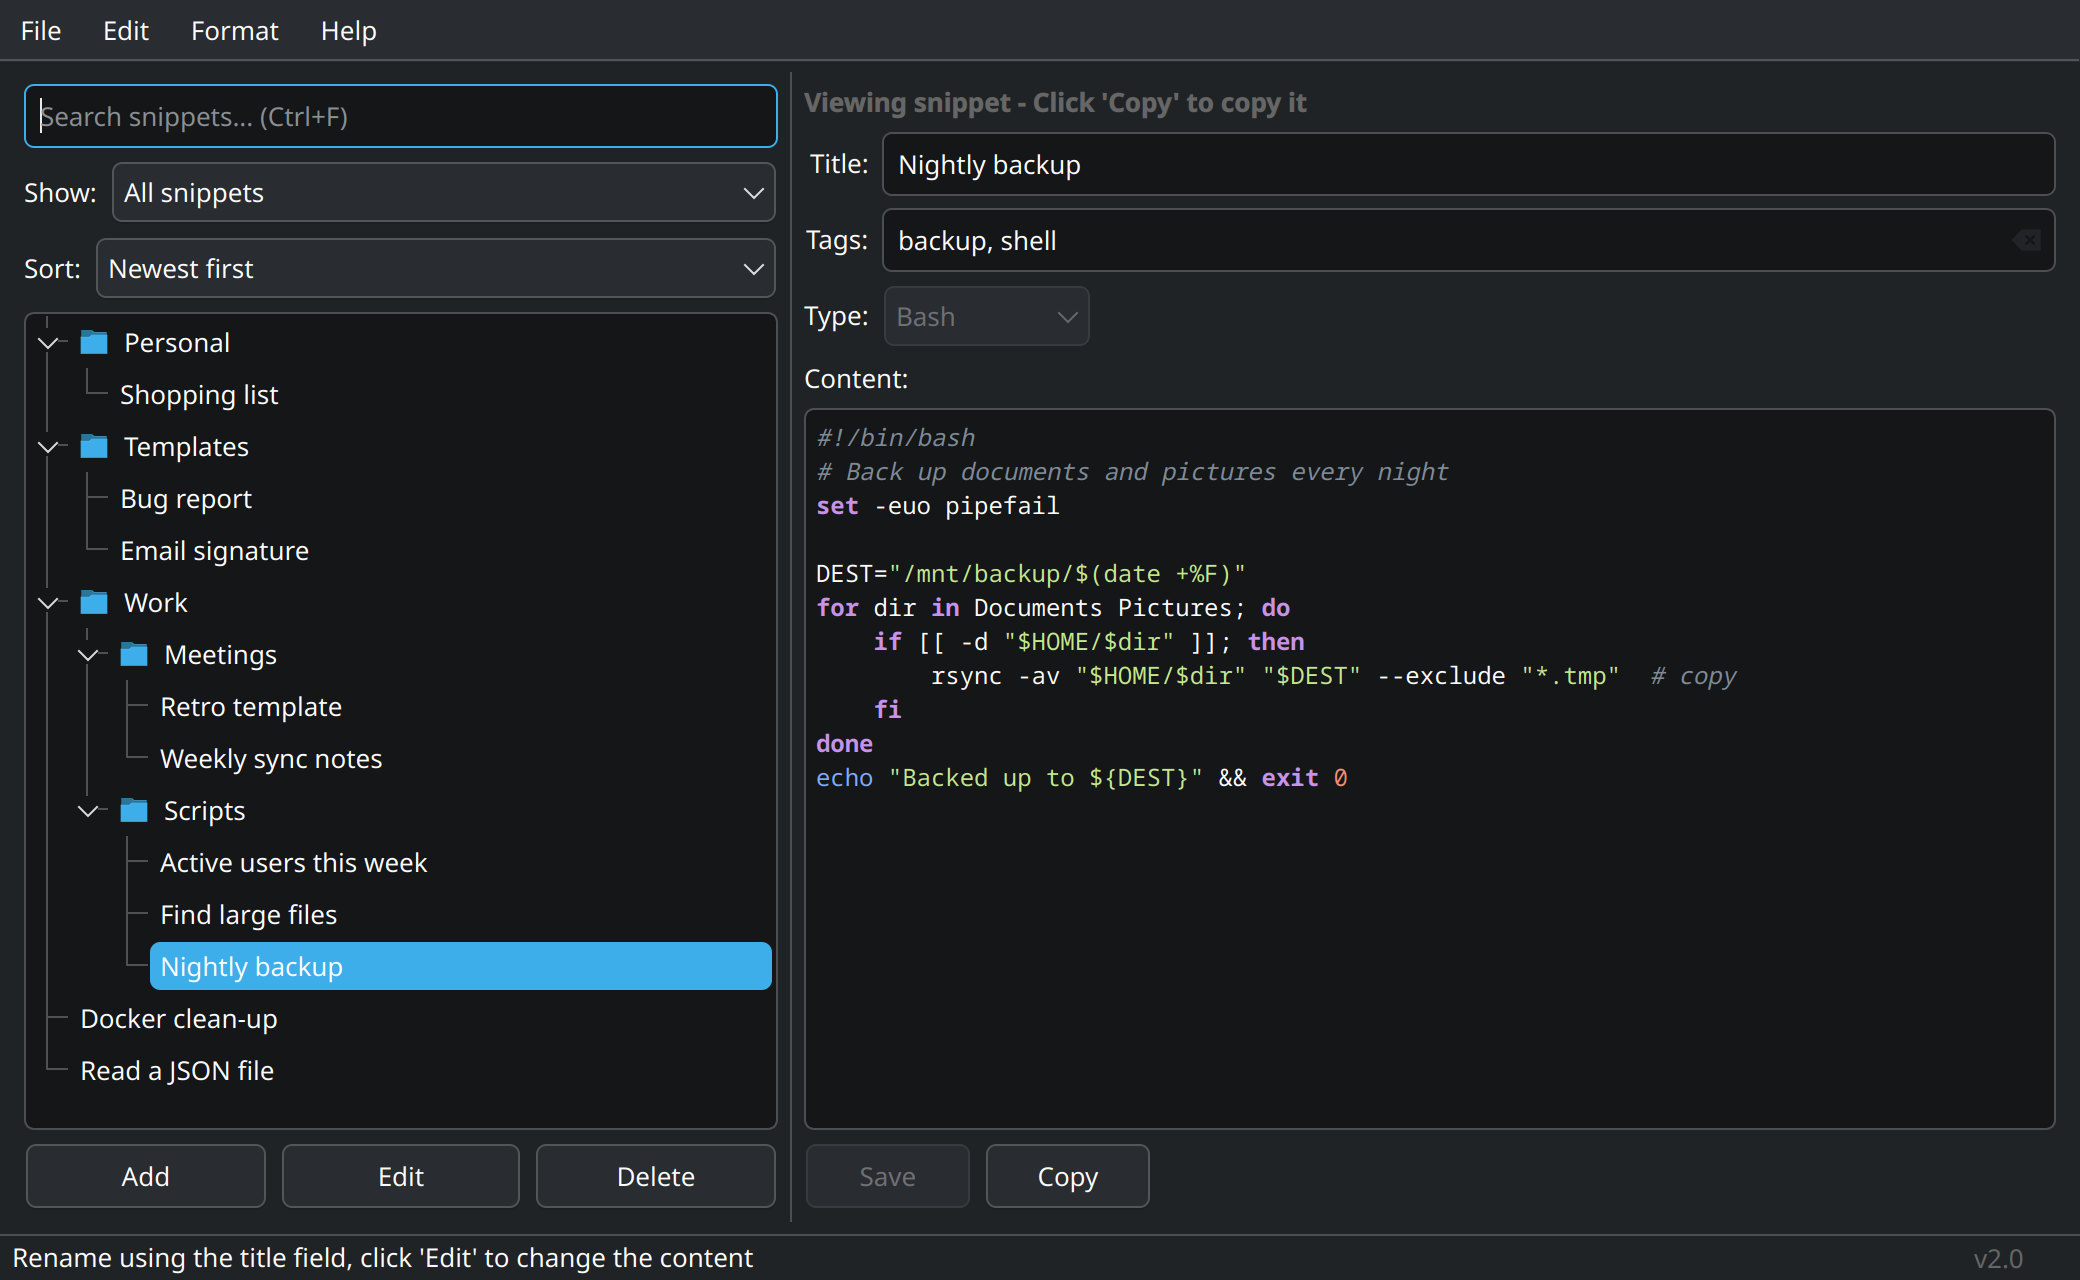 File Edit Format Help
Search snippets... (Ctrl+F)
Show: All snippets
Sort: Newest first
Personal
Shopping list
Templates
Bug report
Email signature
Work
Meetings
Retro template
Weekly sync notes
Scripts
Active users this week
Find large files
Nightly backup
Docker clean-up
Read a JSON file
Add Edit Delete
Viewing snippet - Click 'Copy' to copy it
Title: Nightly backup
Tags: backup, shell
Type: Bash
Content:
#!/bin/bash
# Back up documents and pictures every night
set -euo pipefail

DEST="/mnt/backup/$(date +%F)"
for dir in Documents Pictures; do
    if [[ -d "$HOME/$dir" ]]; then
        rsync -av "$HOME/$dir" "$DEST" --exclude "*.tmp"  # copy
    fi
done
echo "Backed up to ${DEST}" && exit 0
Save Copy
Rename using the title field, click 'Edit' to change the content
v2.0